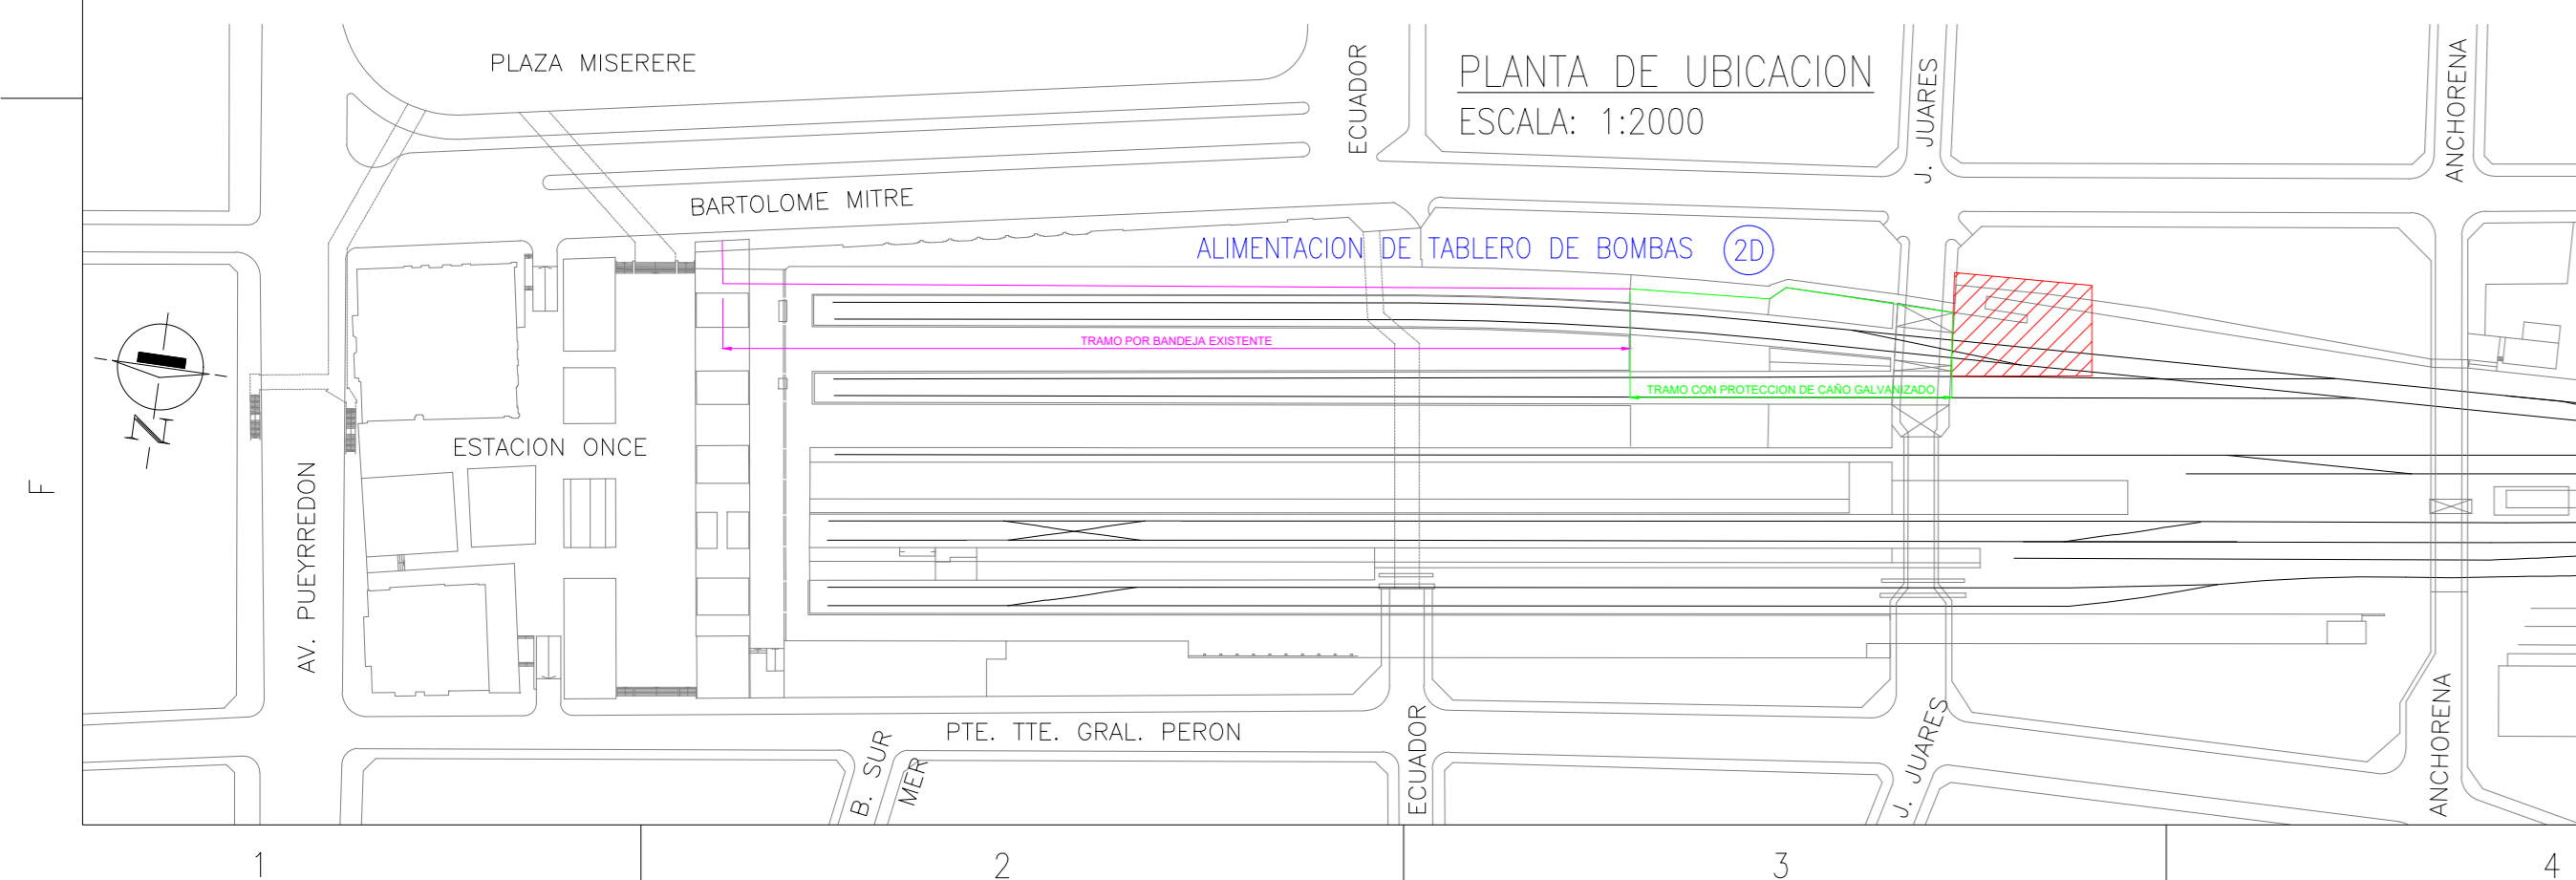 PLAZA MISERERE
ECUADOR
PLANTA DE UBICACION
ESCALA: 1:2000
J. JUARES
ANCHORENA
BARTOLOME MITRE
ALIMENTACION DE TABLERO DE BOMBAS 2D
TRAMO POR BANDEJA EXISTENTE
TRAMO CON PROTECCION DE CAÑO GALVANIZADO
N
ESTACION ONCE
F
AV. PUEYRREDON
PTE. TTE. GRAL. PERON
B. SUR
MER
ECUADOR
J. JUARES
ANCHORENA
1 2 3 4